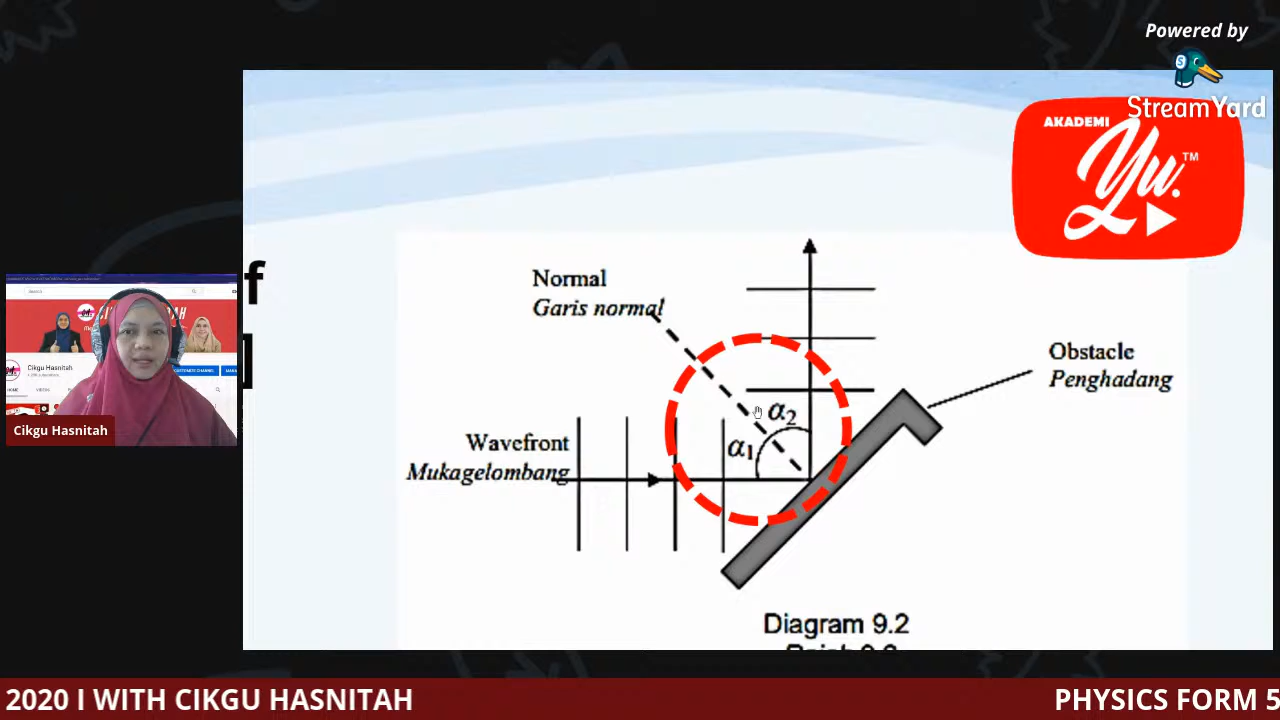 Powered by
StreamYard
AKADEMI
Yu.™
f
]
Normal
Garis normal
α₂
α₁
Wavefront
Mukagelombang
Obstacle
Penghadang
Diagram 9.2
Cikgu Hasnitah
Cikgu Hasnitah
2020 I WITH CIKGU HASNITAH
PHYSICS FORM 5